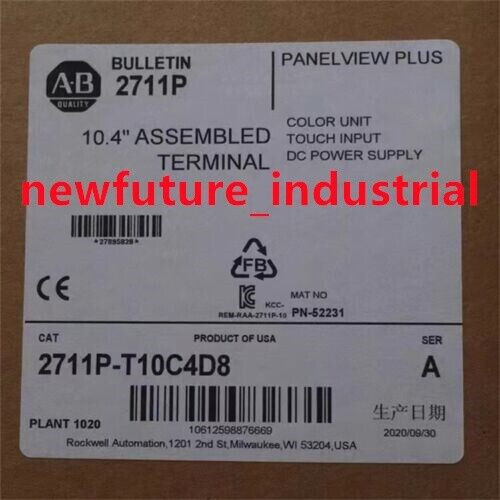 A-B
QUALITY
BULLETIN
2711P
PANELVIEW PLUS
10.4" ASSEMBLED
TERMINAL
COLOR UNIT
TOUCH INPUT
DC POWER SUPPLY
newfuture_industrial
*27895828*
FB
KCC-
REM-RAA-2711P-10
MAT NO
PN-52231
CE
CAT
PRODUCT OF USA
SER
2711P-T10C4D8
A
PLANT 1020
10612598876669
生产日期
2020/09/30
Rockwell Automation,1201 2nd St,Milwaukee,WI 53204,USA